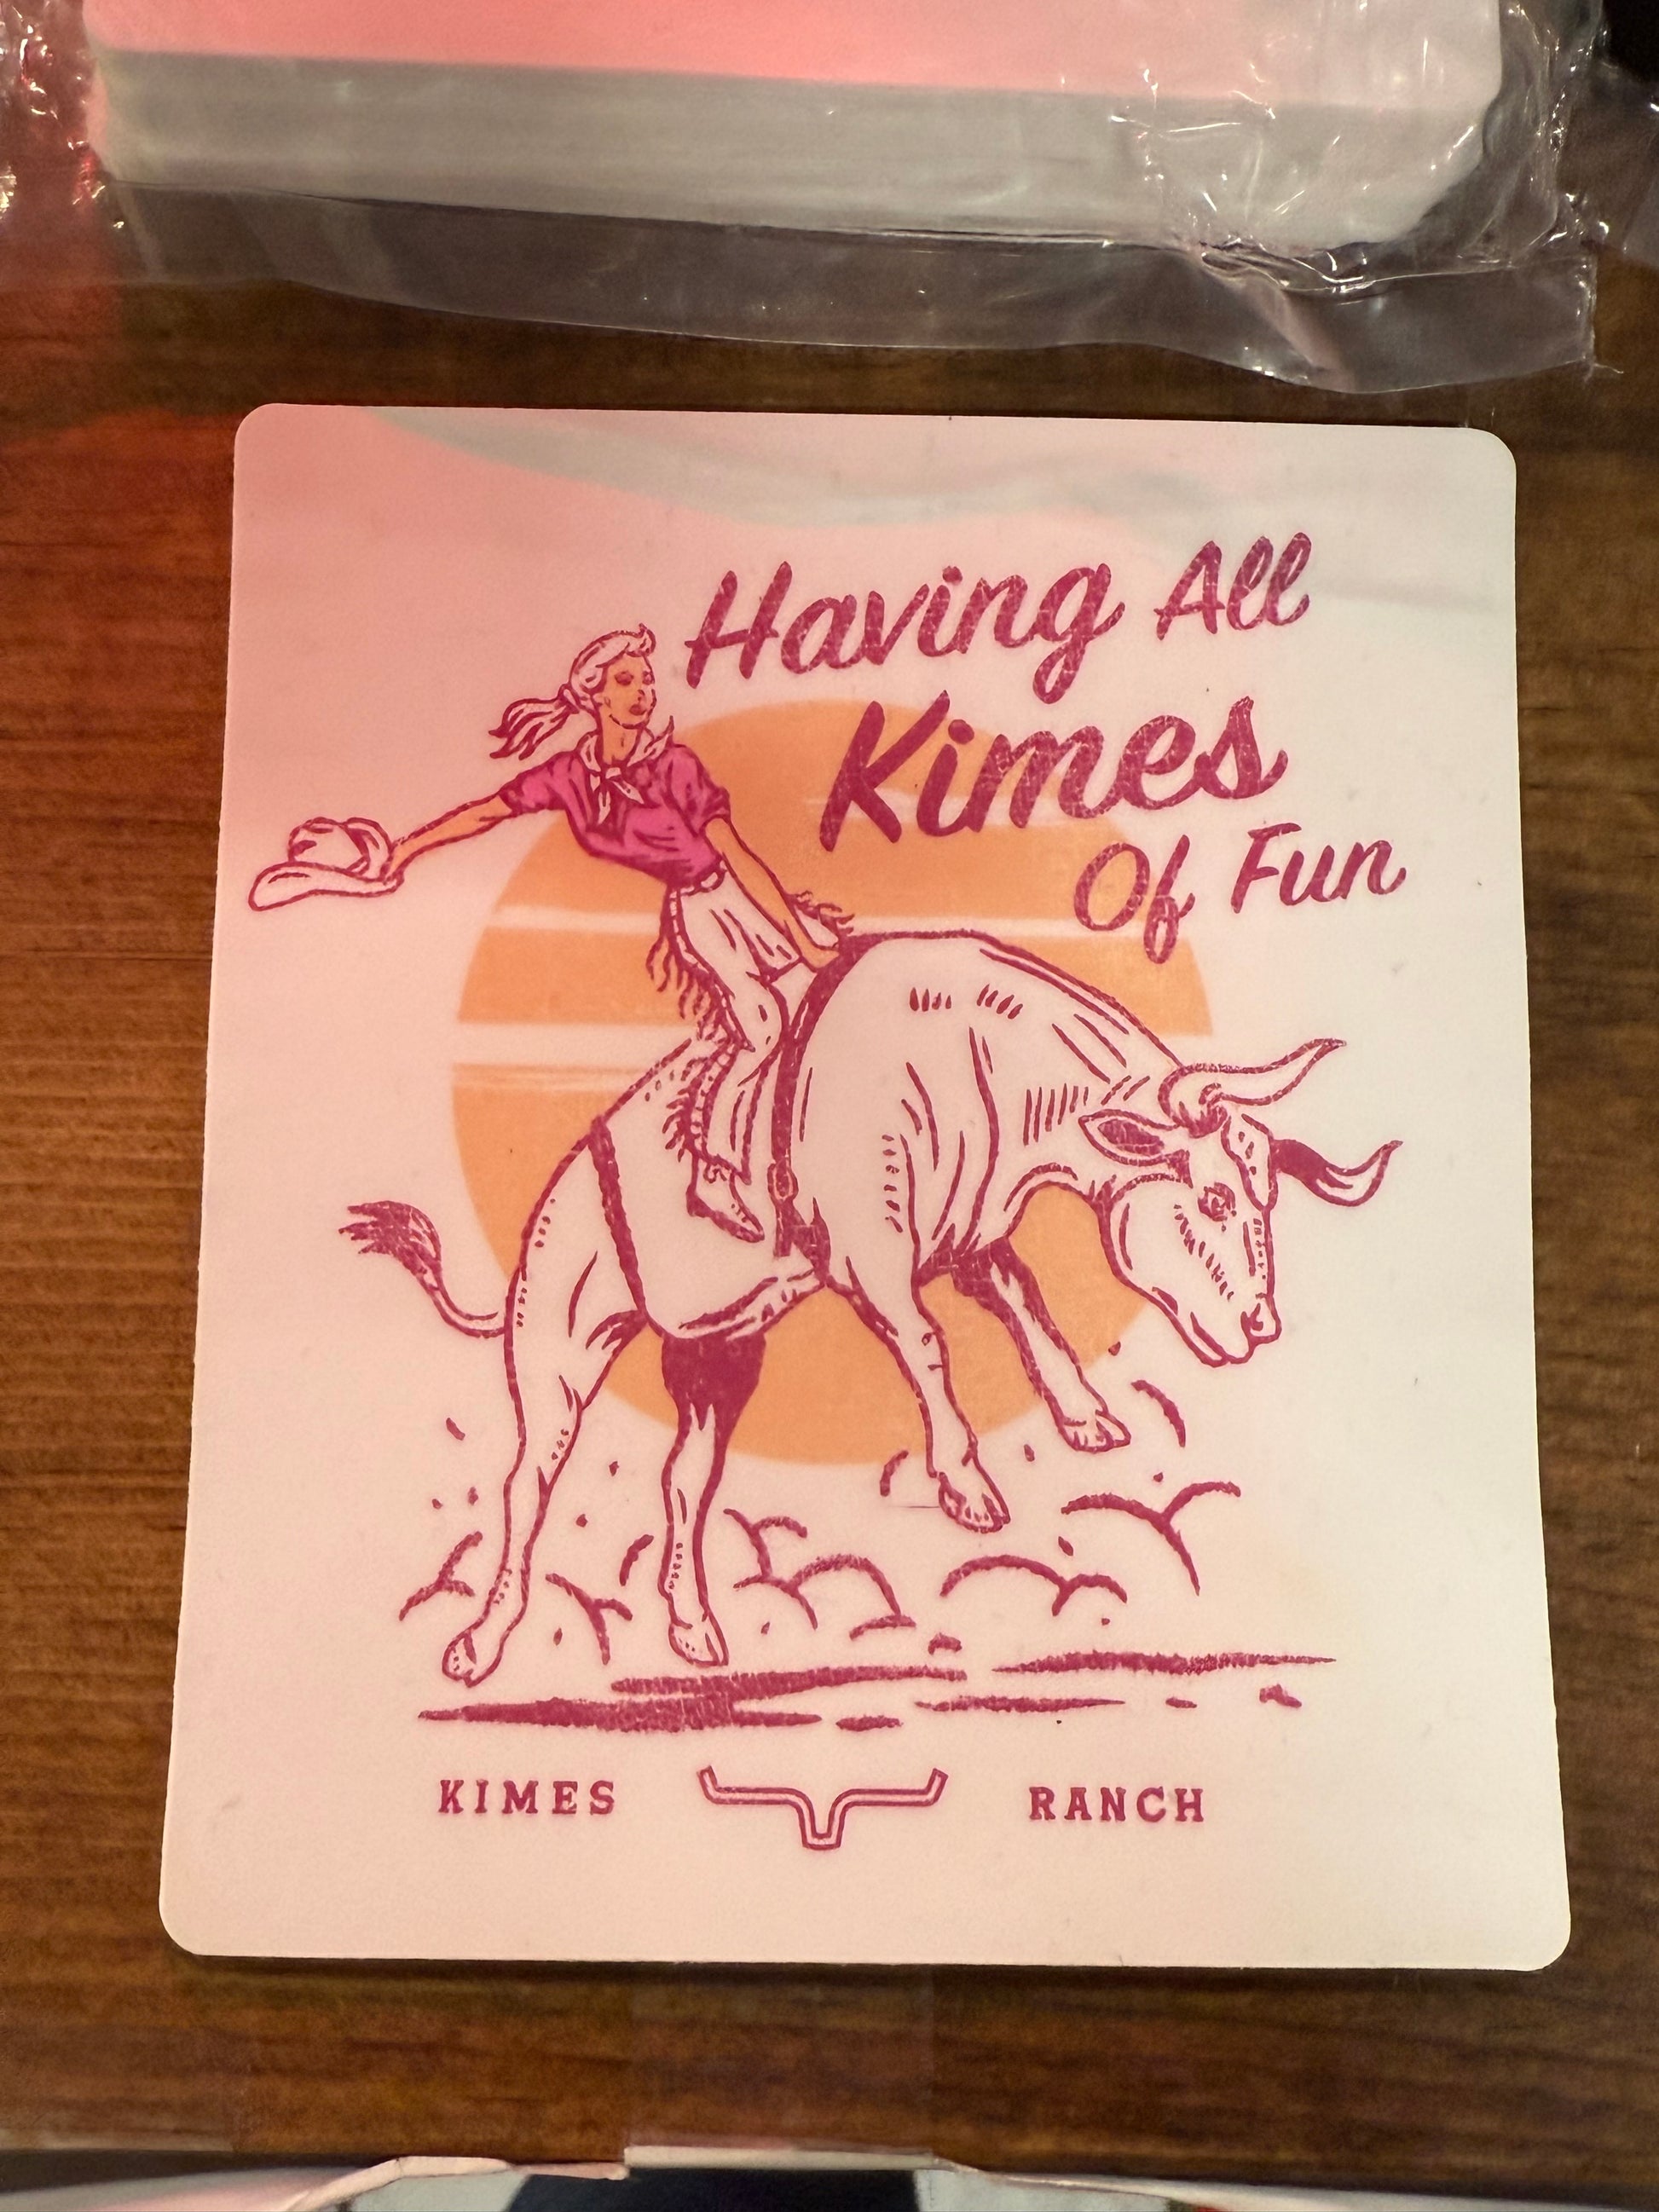 Having All
Kimes
Of Fun
KIMES RANCH